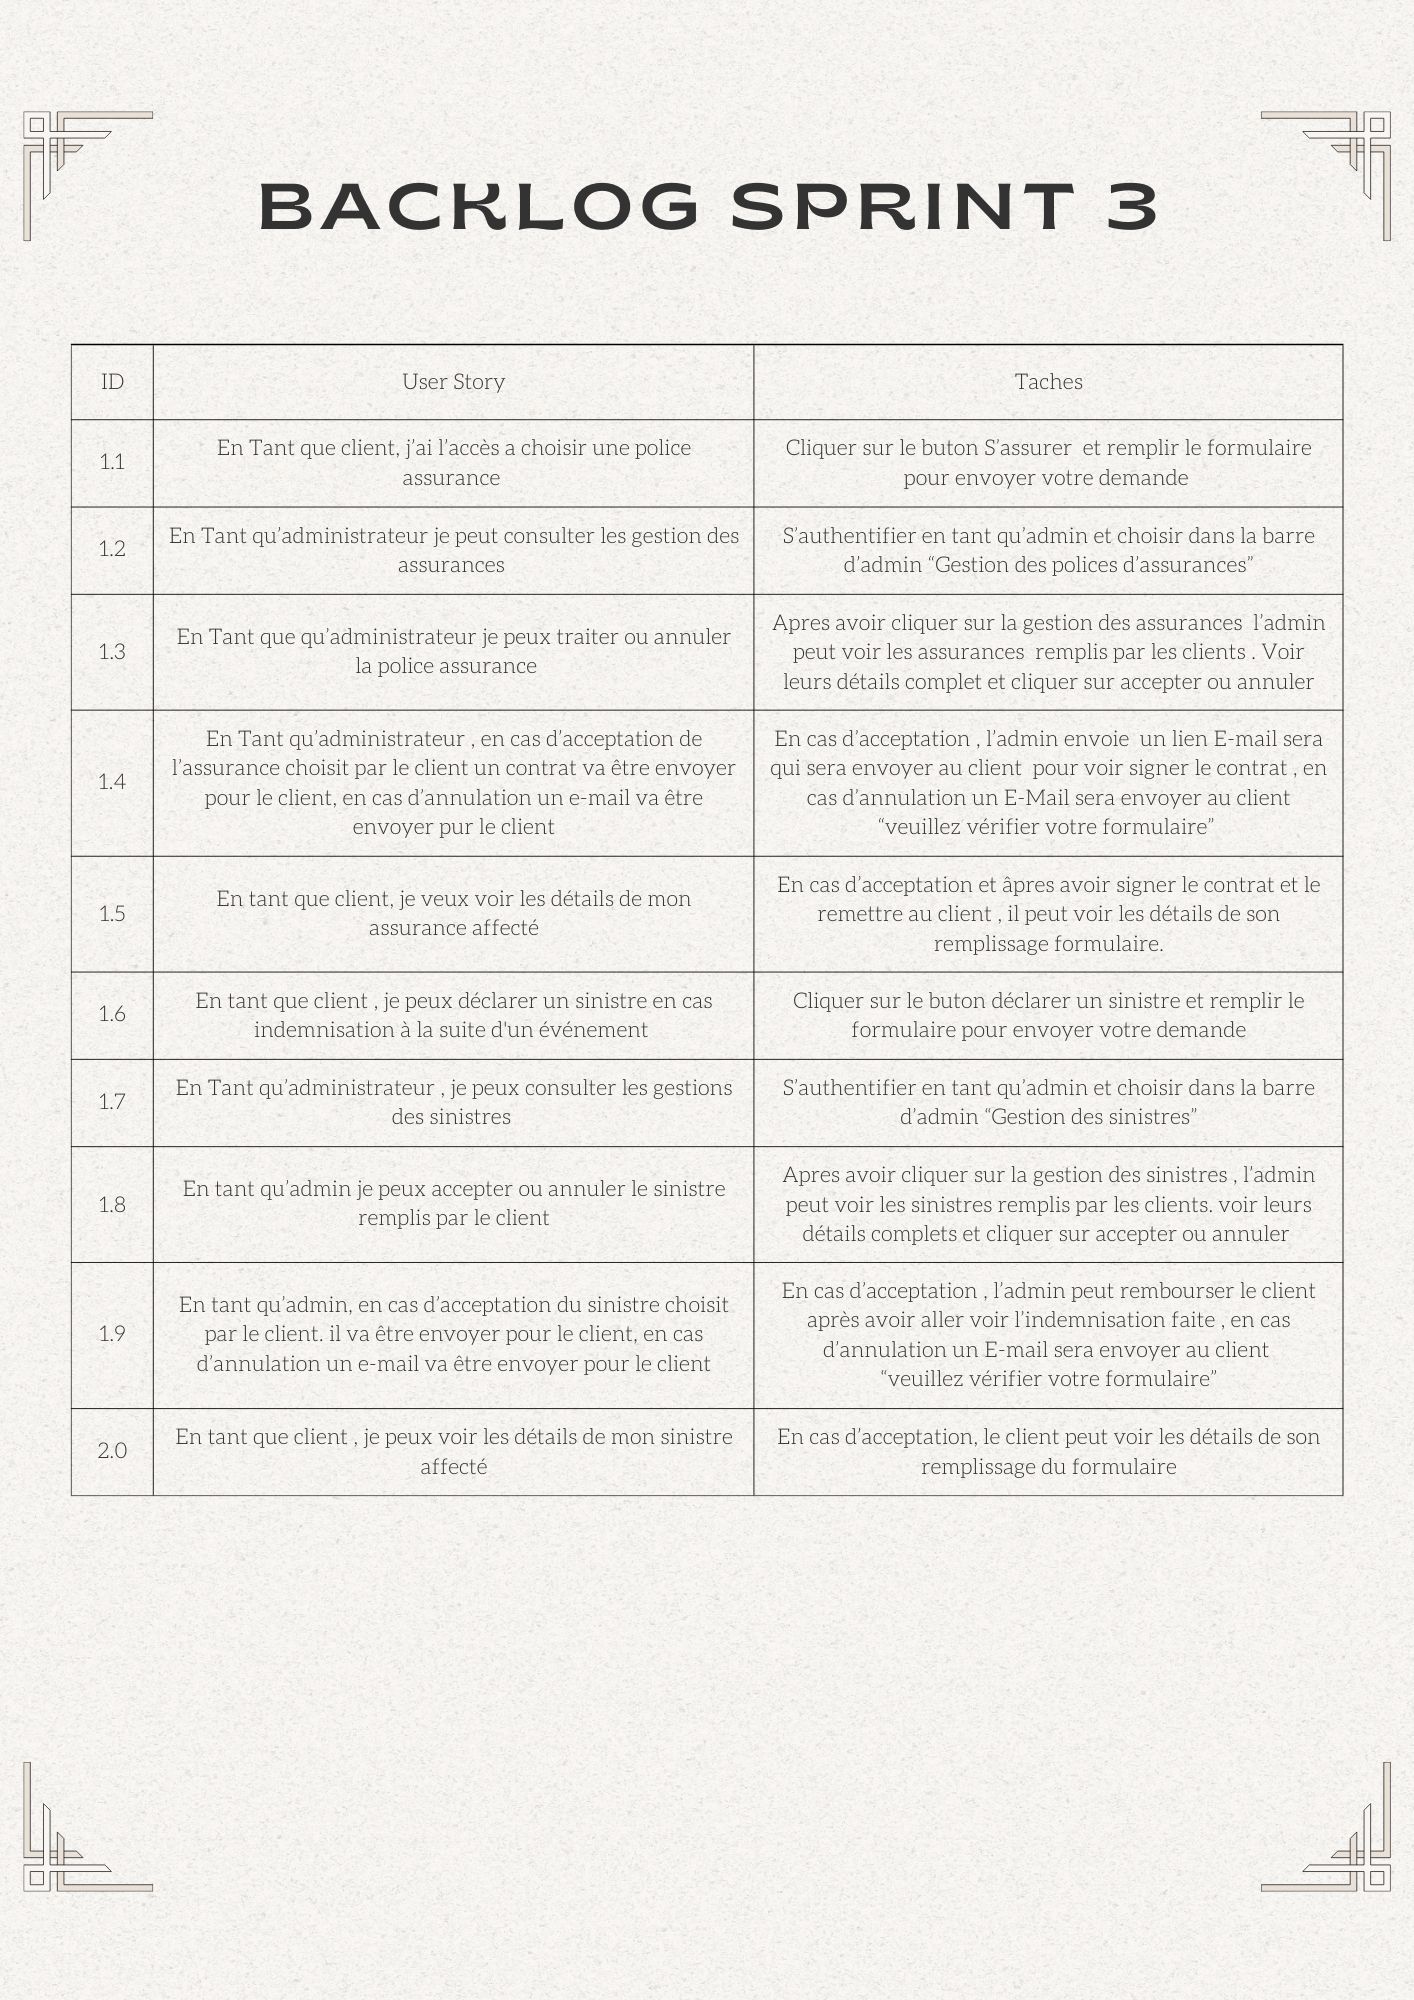 BACKLOG SPRINT 3
ID
User Story
Taches
1.1
En Tant que client, j’ai l’accès a choisir une police
assurance
Cliquer sur le buton S’assurer  et remplir le formulaire
pour envoyer votre demande
1.2
En Tant qu’administrateur je peut consulter les gestion des
assurances
S’authentifier en tant qu’admin et choisir dans la barre
d’admin “Gestion des polices d’assurances”
1.3
En Tant que qu’administrateur je peux traiter ou annuler
la police assurance
Apres avoir cliquer sur la gestion des assurances  l’admin
peut voir les assurances  remplis par les clients . Voir
leurs détails complet et cliquer sur accepter ou annuler
1.4
En Tant qu’administrateur , en cas d’acceptation de
l’assurance choisit par le client un contrat va être envoyer
pour le client, en cas d’annulation un e-mail va être
envoyer pur le client
En cas d’acceptation , l’admin envoie  un lien E-mail sera
qui sera envoyer au client  pour voir signer le contrat , en
cas d’annulation un E-Mail sera envoyer au client
“veuillez vérifier votre formulaire”
1.5
En tant que client, je veux voir les détails de mon
assurance affecté
En cas d’acceptation et âpres avoir signer le contrat et le
remettre au client , il peut voir les détails de son
remplissage formulaire.
1.6
En tant que client , je peux déclarer un sinistre en cas
indemnisation à la suite d'un événement
Cliquer sur le buton déclarer un sinistre et remplir le
formulaire pour envoyer votre demande
1.7
En Tant qu’administrateur , je peux consulter les gestions
des sinistres
S’authentifier en tant qu’admin et choisir dans la barre
d’admin “Gestion des sinistres”
1.8
En tant qu’admin je peux accepter ou annuler le sinistre
remplis par le client
Apres avoir cliquer sur la gestion des sinistres , l’admin
peut voir les sinistres remplis par les clients. voir leurs
détails complets et cliquer sur accepter ou annuler
1.9
En tant qu’admin, en cas d’acceptation du sinistre choisit
par le client. il va être envoyer pour le client, en cas
d’annulation un e-mail va être envoyer pour le client
En cas d’acceptation , l’admin peut rembourser le client
après avoir aller voir l’indemnisation faite , en cas
d’annulation un E-mail sera envoyer au client
“veuillez vérifier votre formulaire”
2.0
En tant que client , je peux voir les détails de mon sinistre
affecté
En cas d’acceptation, le client peut voir les détails de son
remplissage du formulaire